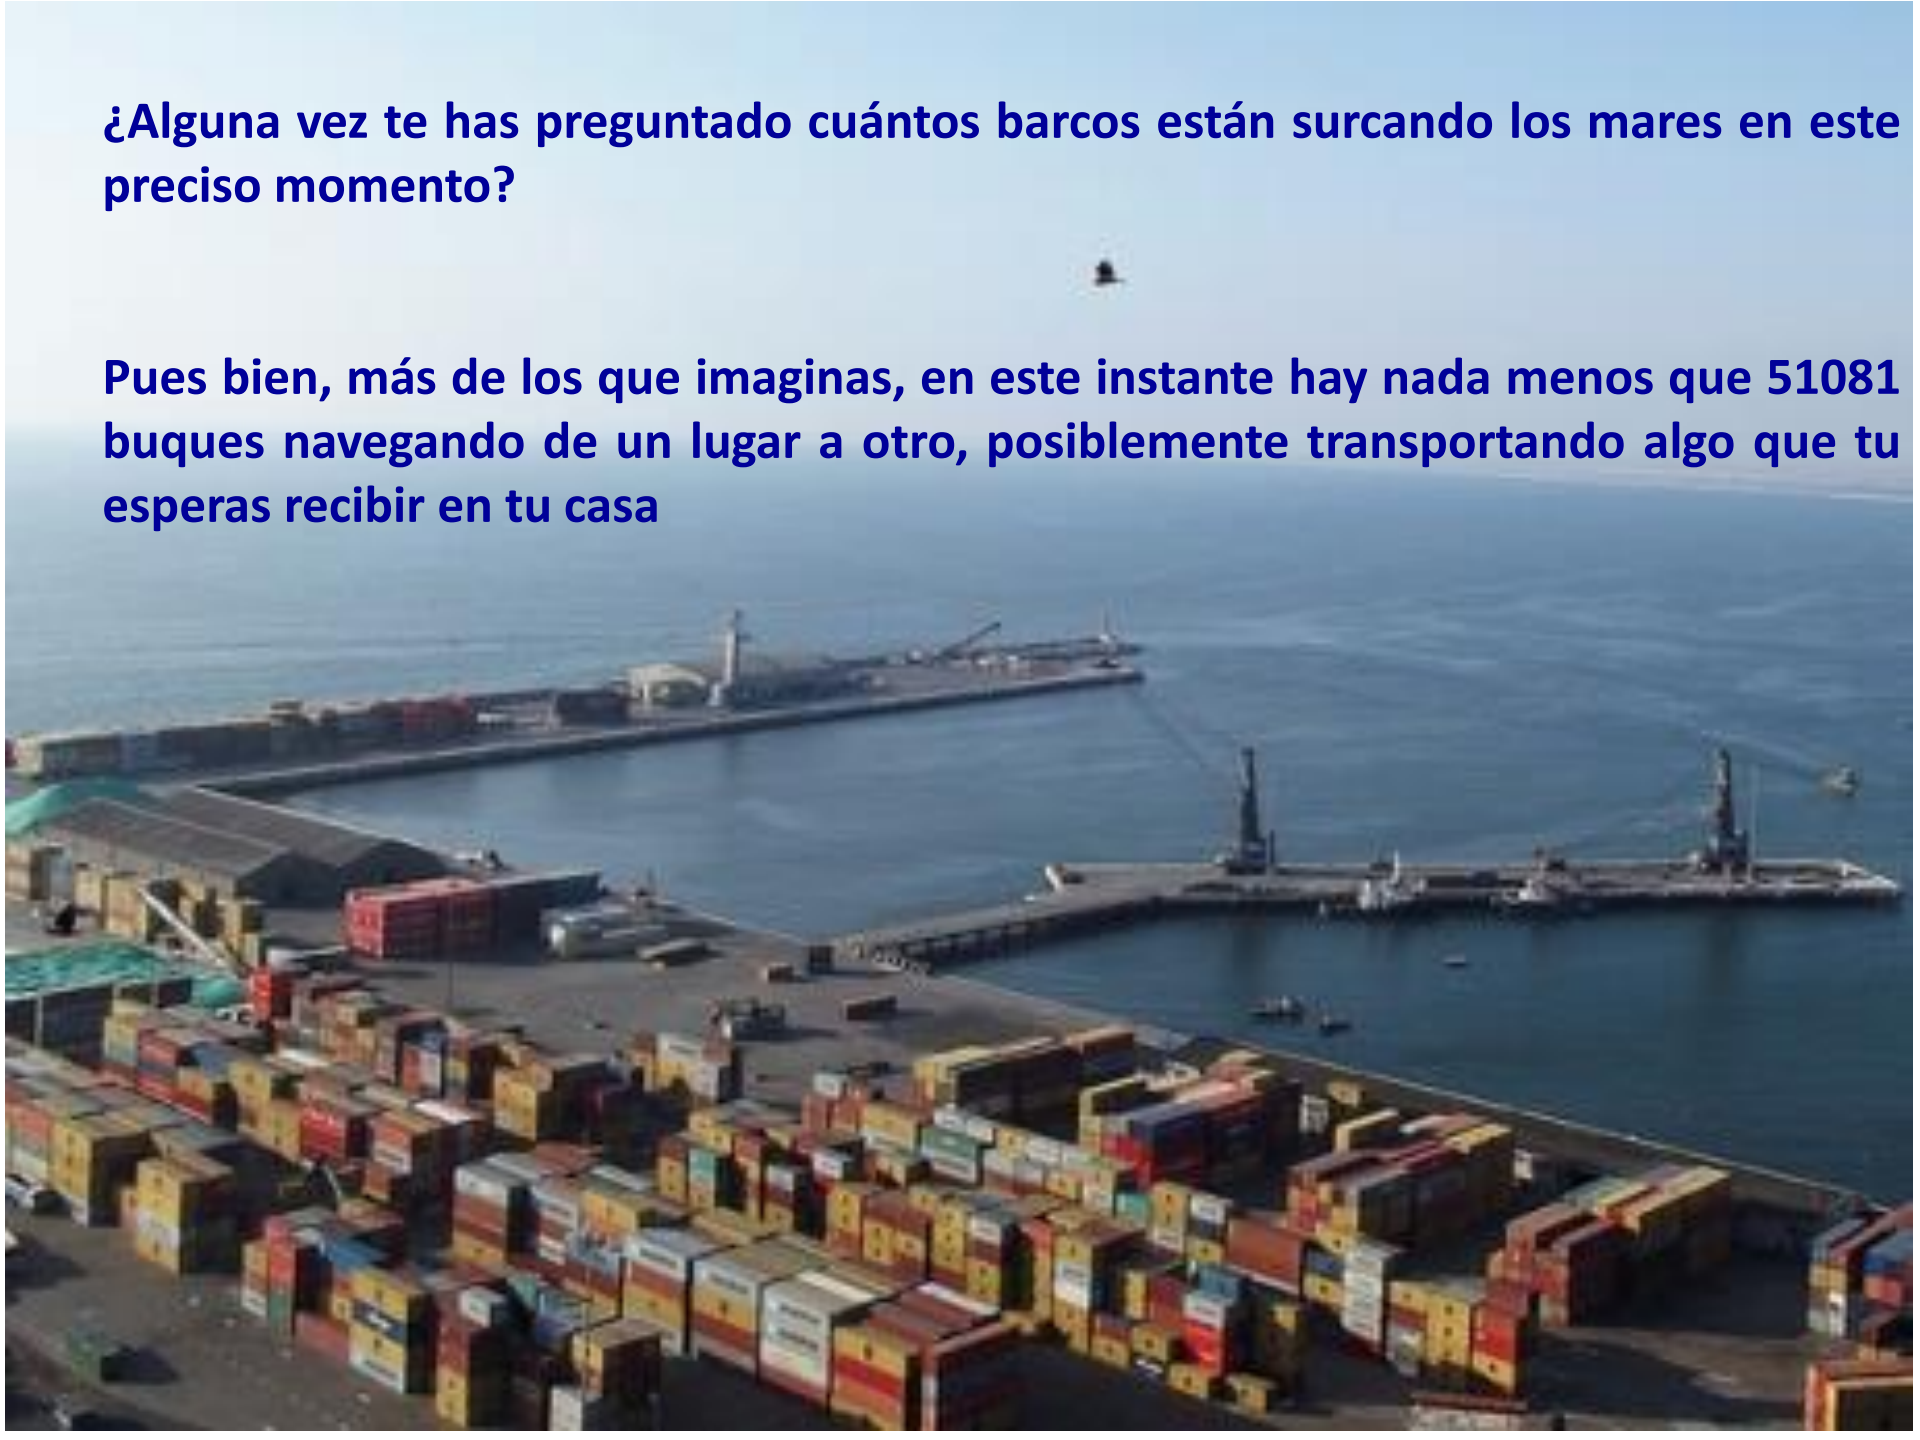 ¿Alguna vez te has preguntado cuántos barcos están surcando los mares en este
preciso momento?
Pues bien, más de los que imaginas, en este instante hay nada menos que 51081
buques navegando de un lugar a otro, posiblemente transportando algo que tu
esperas recibir en tu casa